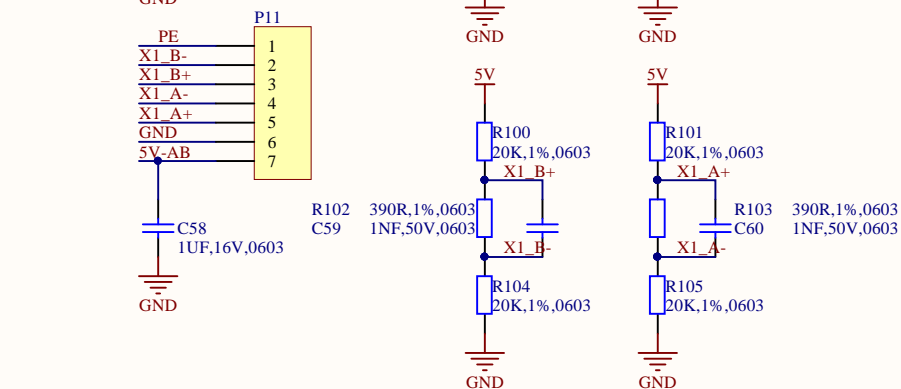 GND
P11
GND
GND
PE
1
X1_B-
2
X1_B+
3
X1_A-
4
X1_A+
5
GND
6
5V-AB
7
5V
5V
R100
20K,1%,0603
R101
20K,1%,0603
X1_B+
X1_A+
R102 390R,1%,0603
C59 1NF,50V,0603
R103 390R,1%,0603
C60 1NF,50V,0603
C58
1UF,16V,0603
X1_B-
X1_A-
R104
20K,1%,0603
R105
20K,1%,0603
GND
GND
GND